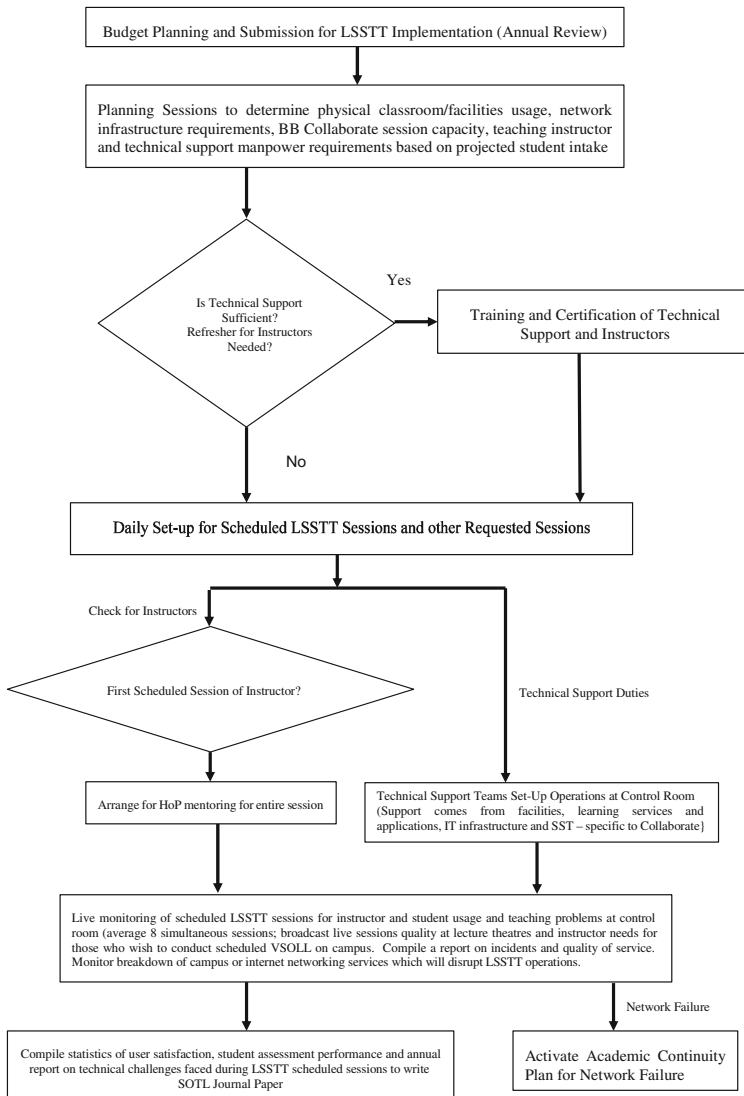 Budget Planning and Submission for LSSTT Implementation (Annual Review)
Planning Sessions to determine physical classroom/facilities usage, network
infrastructure requirements, BB Collaborate session capacity, teaching instructor
and technical support manpower requirements based on projected student intake
Is Technical Support
Sufficient?
Refresher for Instructors
Needed?
Yes
Training and Certification of Technical
Support and Instructors
No
Daily Set-up for Scheduled LSSTT Sessions and other Requested Sessions
Check for Instructors
First Scheduled Session of Instructor?
Technical Support Duties
Arrange for HoP mentoring for entire session
Technical Support Teams Set-Up Operations at Control Room
(Support comes from facilities, learning services and
applications, IT infrastructure and SST – specific to Collaborate}
Live monitoring of scheduled LSSTT sessions for instructor and student usage and teaching problems at control
room (average 8 simultaneous sessions; broadcast live sessions quality at lecture theatres and instructor needs for
those who wish to conduct scheduled VSOLL on campus. Compile a report on incidents and quality of service.
Monitor breakdown of campus or internet networking services which will disrupt LSSTT operations.
Network Failure
Compile statistics of user satisfaction, student assessment performance and annual
report on technical challenges faced during LSSTT scheduled sessions to write
SOTL Journal Paper
Activate Academic Continuity
Plan for Network Failure